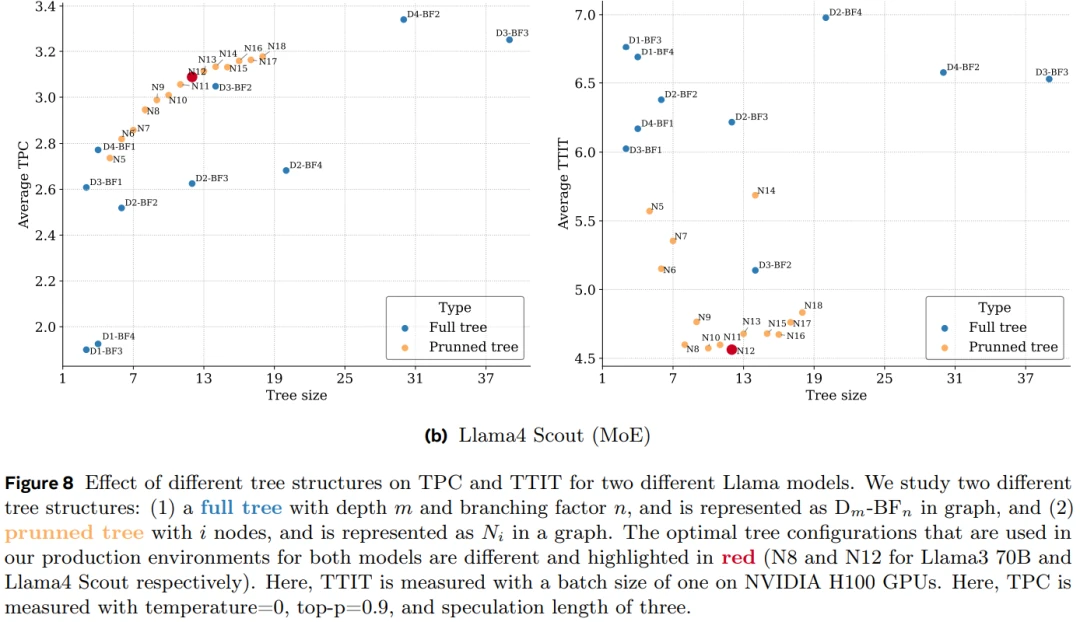 3.4
3.2
3.0
2.8
2.6
2.4
2.2
2.0
Average TPC
D4-BF2
D3-BF3
N18
N16
N14
N13
N17
N15
N12
N11
D3-BF2
N9
N10
N8
N7
N6
D4-BF1
N5
D2-BF4
D3-BF1
D2-BF3
D2-BF2
D1-BF4
D1-BF3
Type
Full tree
Prunned tree
1 7 13 19 25 31 37
Tree size
7.0
6.5
6.0
5.5
5.0
4.5
Average TTIT
D2-BF4
D1-BF3
D1-BF4
D4-BF2
D3-BF3
D2-BF2
D4-BF1
D2-BF3
D3-BF1
N14
N5
N7
N6
D3-BF2
N18
N9
N13
N15
N17
N10
N11
N16
N8
N12
Type
Full tree
Prunned tree
1 7 13 19 25 31 37
Tree size
(b) Llama4 Scout (MoE)
Figure 8 Effect of different tree structures on TPC and TTIT for two different Llama models. We study two different
tree structures: (1) a full tree with depth m and branching factor n, and is represented as Dm-BFn in graph, and (2)
prunned tree with i nodes, and is represented as Ni in a graph. The optimal tree configurations that are used in
our production environments for both models are different and highlighted in red (N8 and N12 for Llama3 70B and
Llama4 Scout respectively). Here, TTIT is measured with a batch size of one on NVIDIA H100 GPUs. Here, TPC is
measured with temperature=0, top-p=0.9, and speculation length of three.